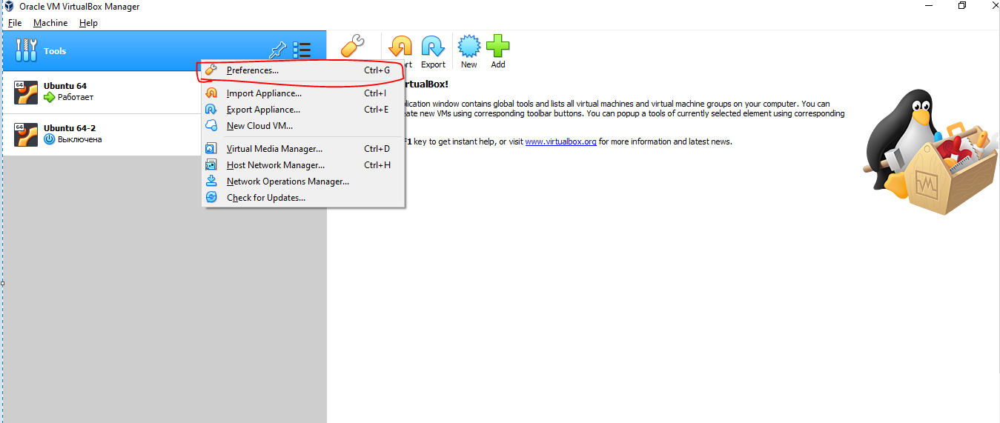 Oracle VM VirtualBox Manager
File Machine Help
Tools
Export
New
Add
Preferences... Ctrl+G
Import Appliance... Ctrl+I
Export Appliance... Ctrl+E
New Cloud VM...
Virtual Media Manager... Ctrl+D
Host Network Manager... Ctrl+H
Network Operations Manager...
Check for Updates...
64
Ubuntu 64
Работает
64
Ubuntu 64-2
Выключена
rtualBox!
lication window contains global tools and lists all virtual machines and virtual machine groups on your computer. You can
eate new VMs using corresponding toolbar buttons. You can popup a tools of currently selected element using corresponding
F1 key to get instant help, or visit www.virtualbox.org for more information and latest news.